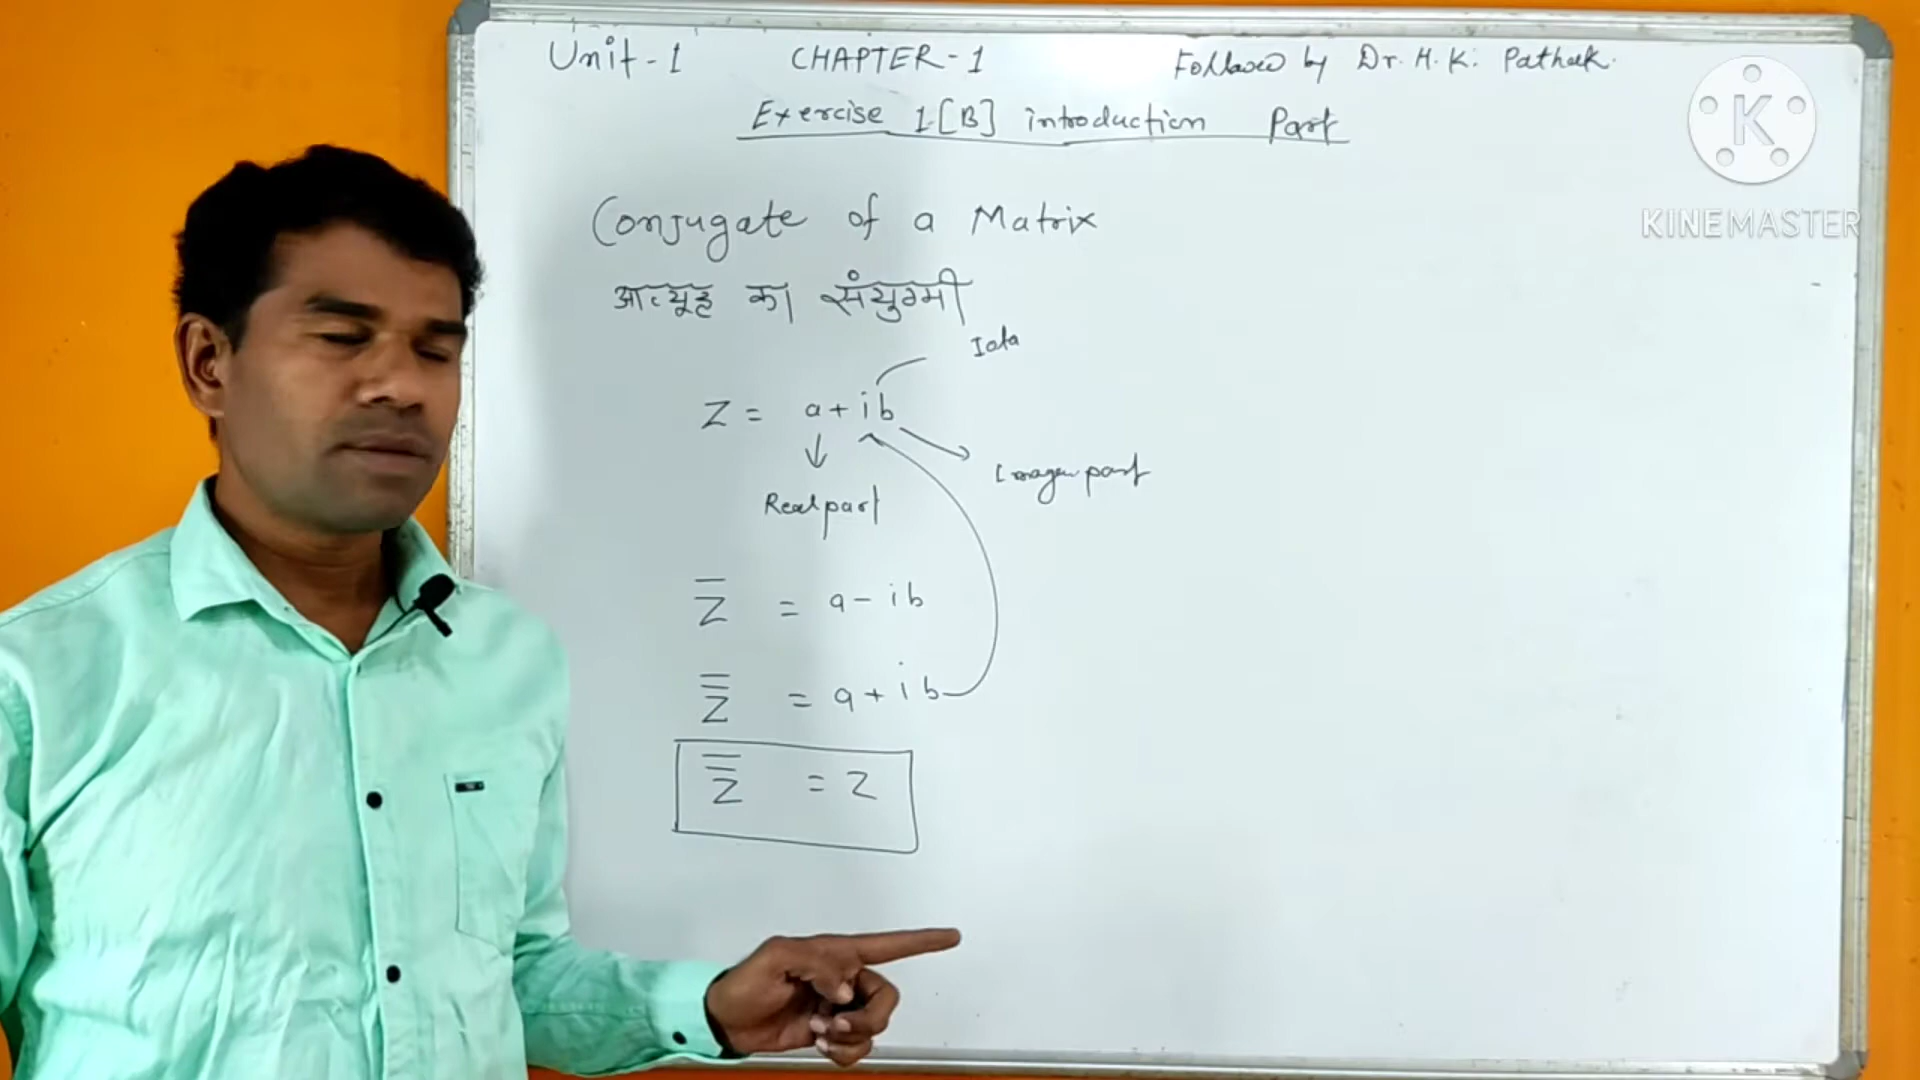 Unit - 1 CHAPTER - 1 Followed by Dr. H. K. Pathak.
Exercise 1[B] introduction Part
Conjugate of a Matrix
आव्यूह का संयुग्मी
Iota
Z = a + ib
Imagen part
Real part
Z̅ = a - ib
Z̿ = a + ib
Z̿ = Z
K
KINEMASTER